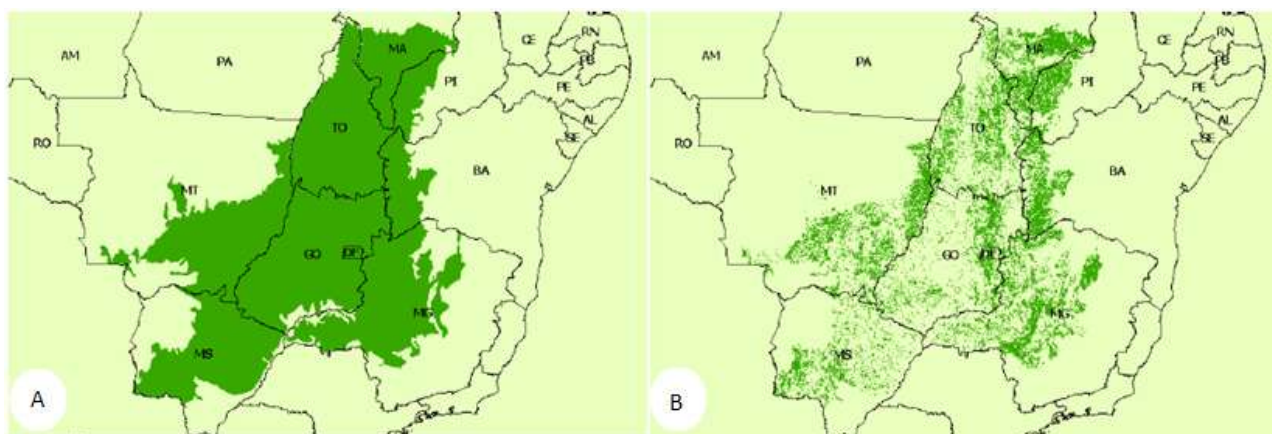 AM
PA
MA
CE
RN
PB
PI
PE
AL
SE
TO
RO
BA
MT
GO
DF
MG
MS
A
AM
PA
MA
CE
RN
PB
PI
PE
AL
SE
TO
RO
BA
MT
GO
DF
MG
MS
B